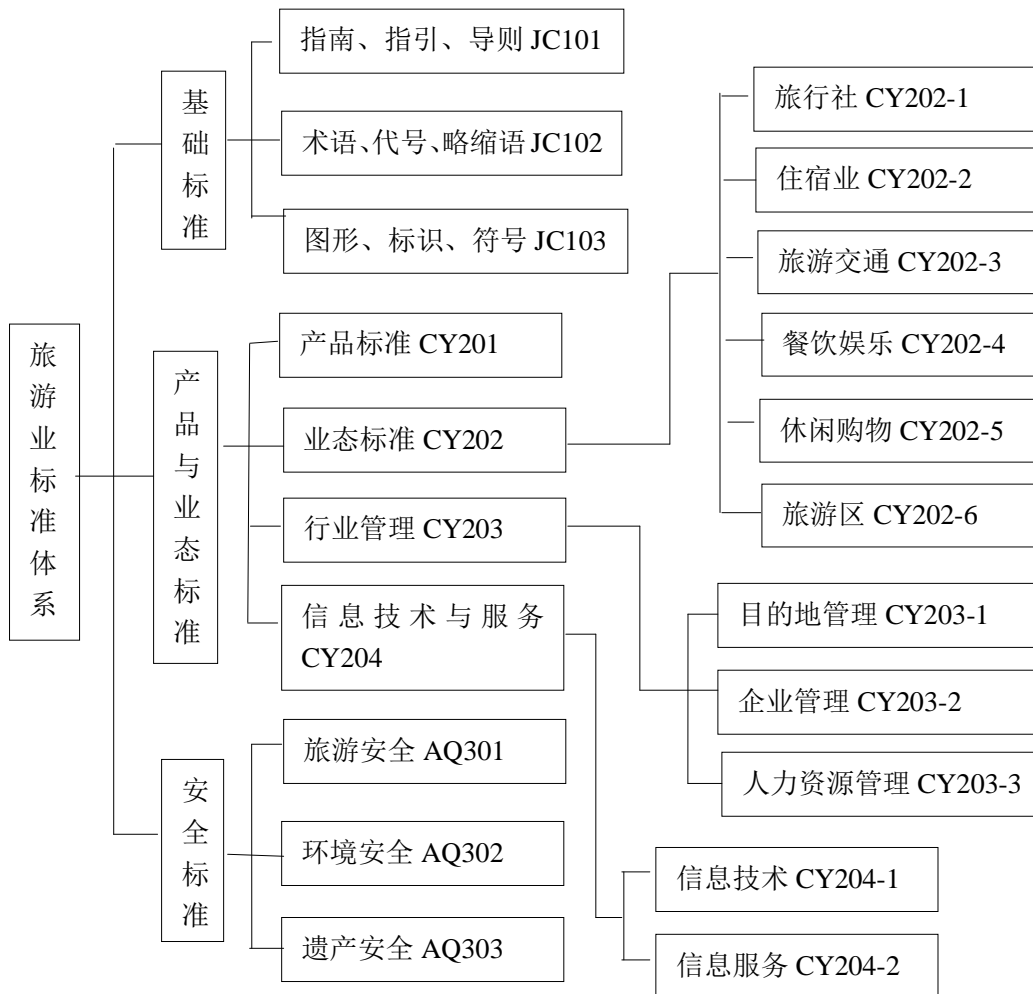 旅游业标准体系
基础标准
指南、指引、导则 JC101
术语、代号、略缩语 JC102
图形、标识、符号 JC103
产品与业态标准
产品标准 CY201
业态标准 CY202
旅行社 CY202-1
住宿业 CY202-2
旅游交通 CY202-3
餐饮娱乐 CY202-4
休闲购物 CY202-5
旅游区 CY202-6
行业管理 CY203
目的地管理 CY203-1
企业管理 CY203-2
人力资源管理 CY203-3
信息技术与服务
CY204
信息技术 CY204-1
信息服务 CY204-2
安全标准
旅游安全 AQ301
环境安全 AQ302
遗产安全 AQ303